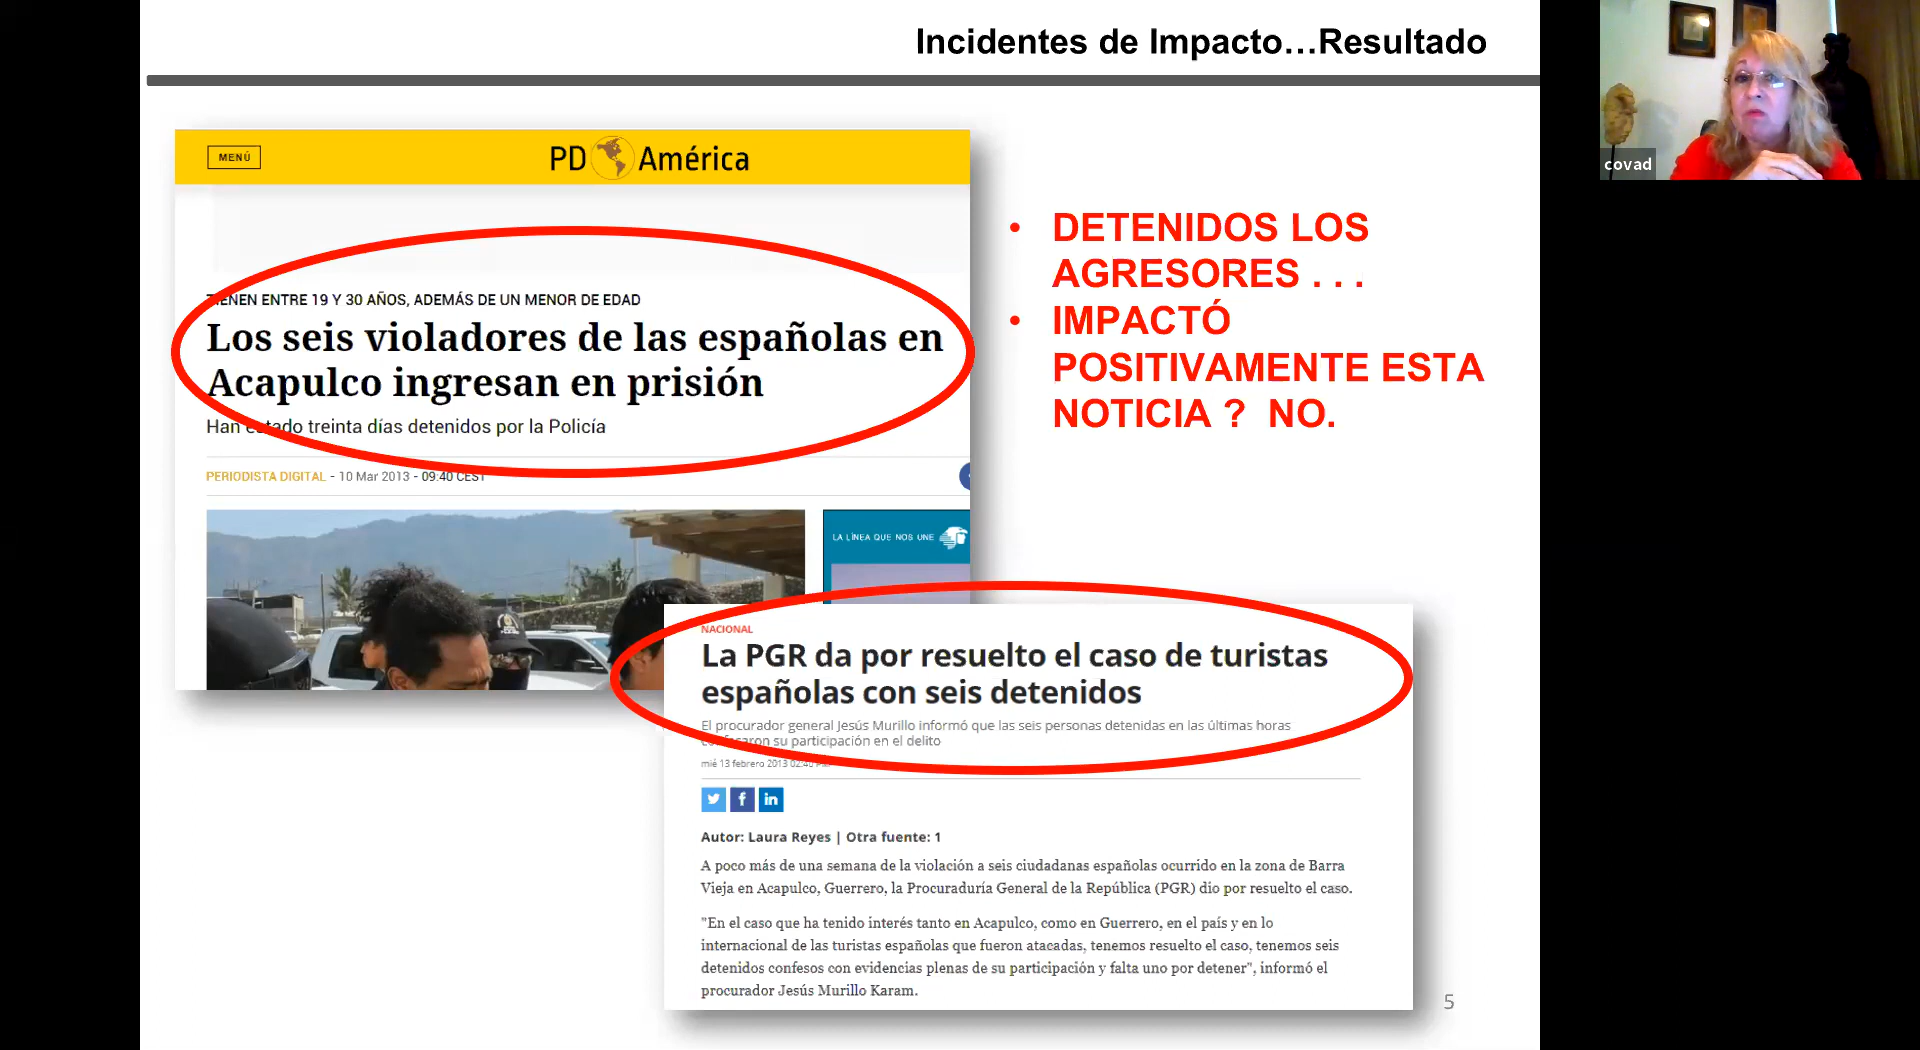 Incidentes de Impacto...Resultado
covad
MENÚ
PD América
TIENEN ENTRE 19 Y 30 AÑOS, ADEMÁS DE UN MENOR DE EDAD
Los seis violadores de las españolas en
Acapulco ingresan en prisión
Han estado treinta días detenidos por la Policía
PERIODISTA DIGITAL - 10 Mar 2013 - 09:40 CEST
LA LÍNEA QUE NOS UNE
• DETENIDOS LOS
AGRESORES . . .
• IMPACTÓ
POSITIVAMENTE ESTA
NOTICIA ? NO.
NACIONAL
La PGR da por resuelto el caso de turistas
españolas con seis detenidos
El procurador general Jesús Murillo informó que las seis personas detenidas en las últimas horas
confesaron su participación en el delito
mié 13 febrero 2013 02:40
Autor: Laura Reyes | Otra fuente: 1
A poco más de una semana de la violación a seis ciudadanas españolas ocurrido en la zona de Barra
Vieja en Acapulco, Guerrero, la Procuraduría General de la República (PGR) dio por resuelto el caso.
"En el caso que ha tenido interés tanto en Acapulco, como en Guerrero, en el país y en lo
internacional de las turistas españolas que fueron atacadas, tenemos resuelto el caso, tenemos seis
detenidos confesos con evidencias plenas de su participación y falta uno por detener", informó el
procurador Jesús Murillo Karam.
5